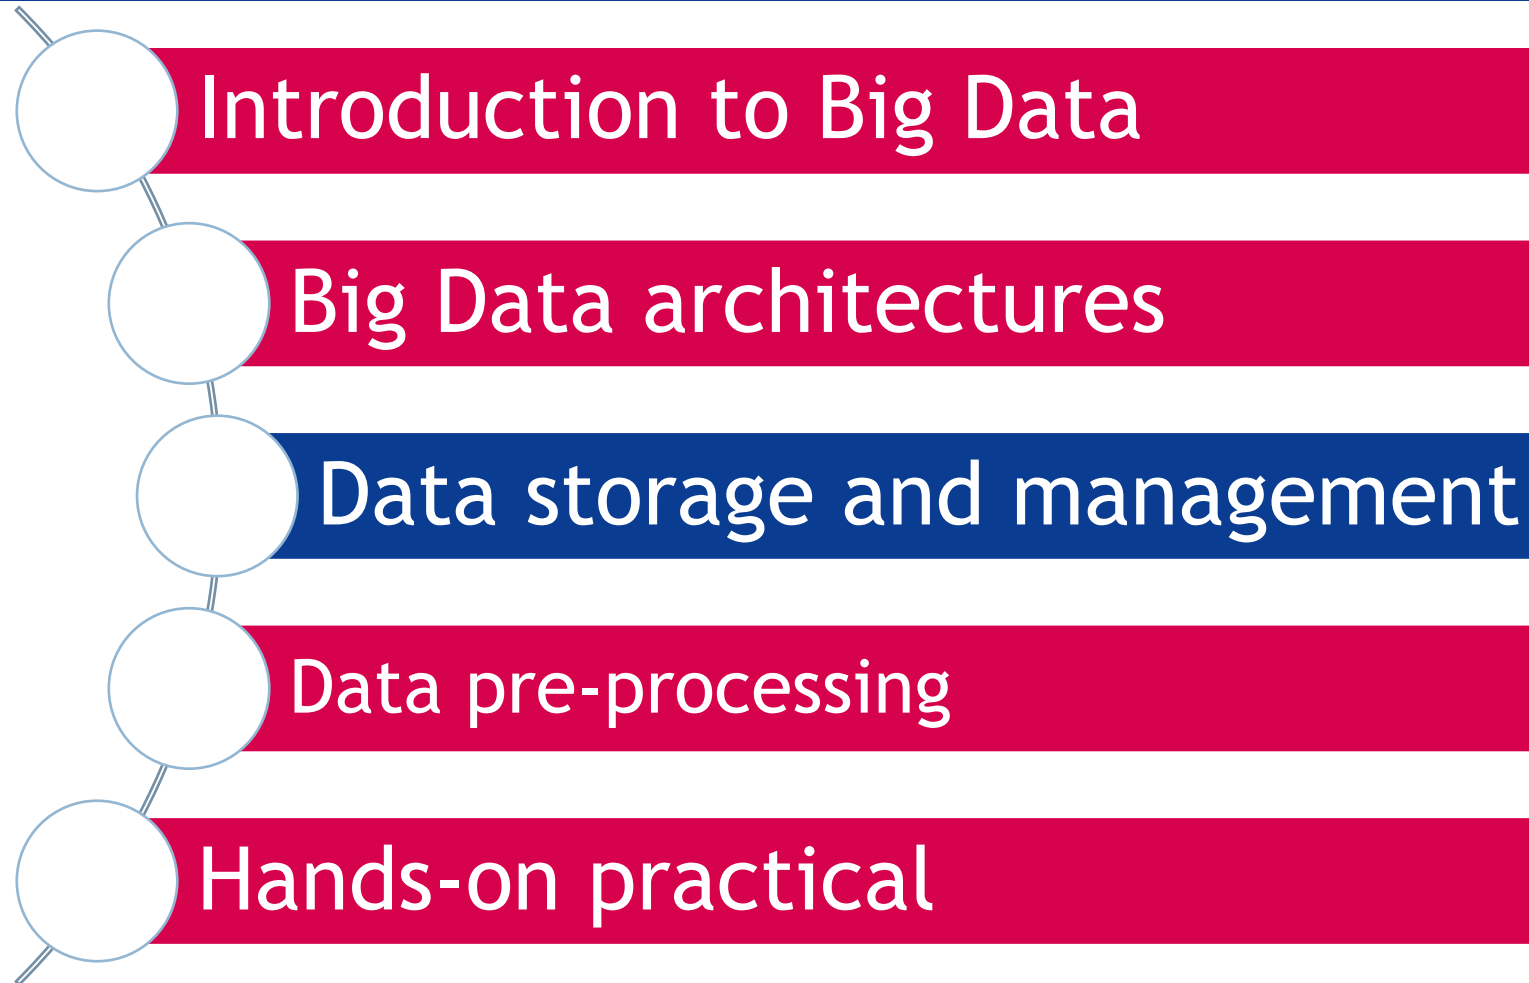 Introduction to Big Data
Big Data architectures
Data storage and management
Data pre-processing
Hands-on practical